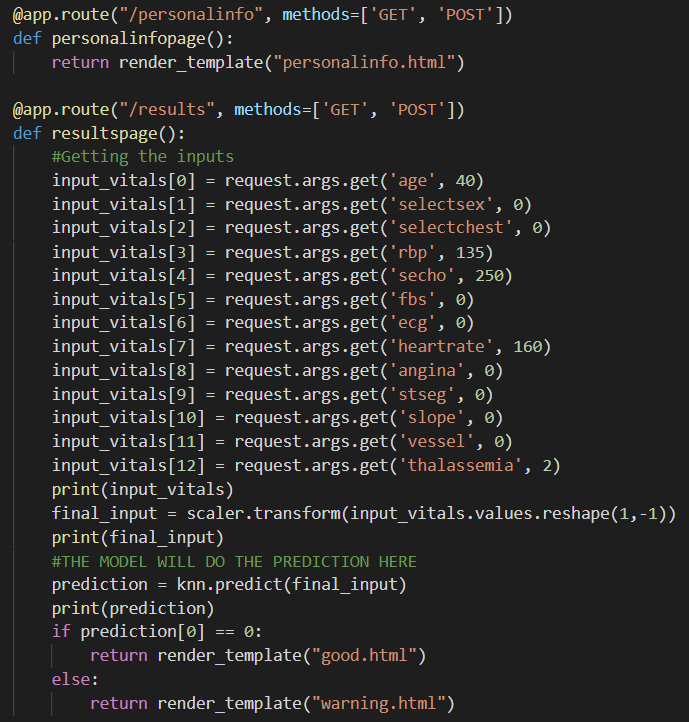 @app.route("/personalinfo", methods=['GET', 'POST'])
def personalinfopage():
    return render_template("personalinfo.html")

@app.route("/results", methods=['GET', 'POST'])
def resultspage():
    #Getting the inputs
    input_vitals[0] = request.args.get('age', 40)
    input_vitals[1] = request.args.get('selectsex', 0)
    input_vitals[2] = request.args.get('selectchest', 0)
    input_vitals[3] = request.args.get('rbp', 135)
    input_vitals[4] = request.args.get('secho', 250)
    input_vitals[5] = request.args.get('fbs', 0)
    input_vitals[6] = request.args.get('ecg', 0)
    input_vitals[7] = request.args.get('heartrate', 160)
    input_vitals[8] = request.args.get('angina', 0)
    input_vitals[9] = request.args.get('stseg', 0)
    input_vitals[10] = request.args.get('slope', 0)
    input_vitals[11] = request.args.get('vessel', 0)
    input_vitals[12] = request.args.get('thalassemia', 2)
    print(input_vitals)
    final_input = scaler.transform(input_vitals.values.reshape(1,-1))
    print(final_input)
    #THE MODEL WILL DO THE PREDICTION HERE
    prediction = knn.predict(final_input)
    print(prediction)
    if prediction[0] == 0:
        return render_template("good.html")
    else:
        return render_template("warning.html")